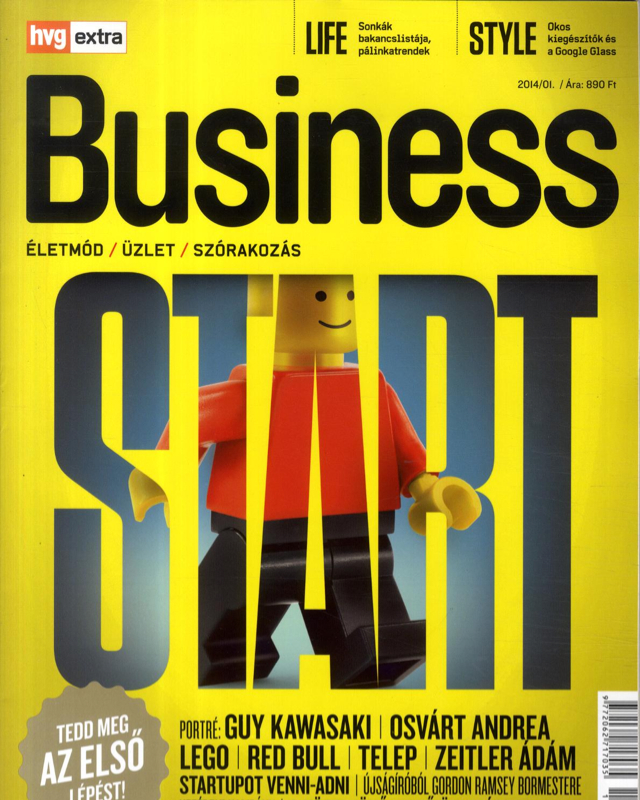 hvg extra
LIFE
Sonkák
bakancslistája,
pálinkatrendek
STYLE
Okos
kiegészítők és
a Google Glass
2014/01. / Ára: 890 Ft
Business
ÉLETMÓD / ÜZLET / SZÓRAKOZÁS
START
TEDD MEG
AZ ELSŐ
LÉPÉST!
PORTRÉ: GUY KAWASAKI | OSVÁRT ANDREA
LEGO | RED BULL | TELEP | ZEITLER ÁDÁM
STARTUPOT VENNI-ADNI | ÚJSÁGÍRÓBÓL GORDON RAMSEY BORMESTERE
9772062717035